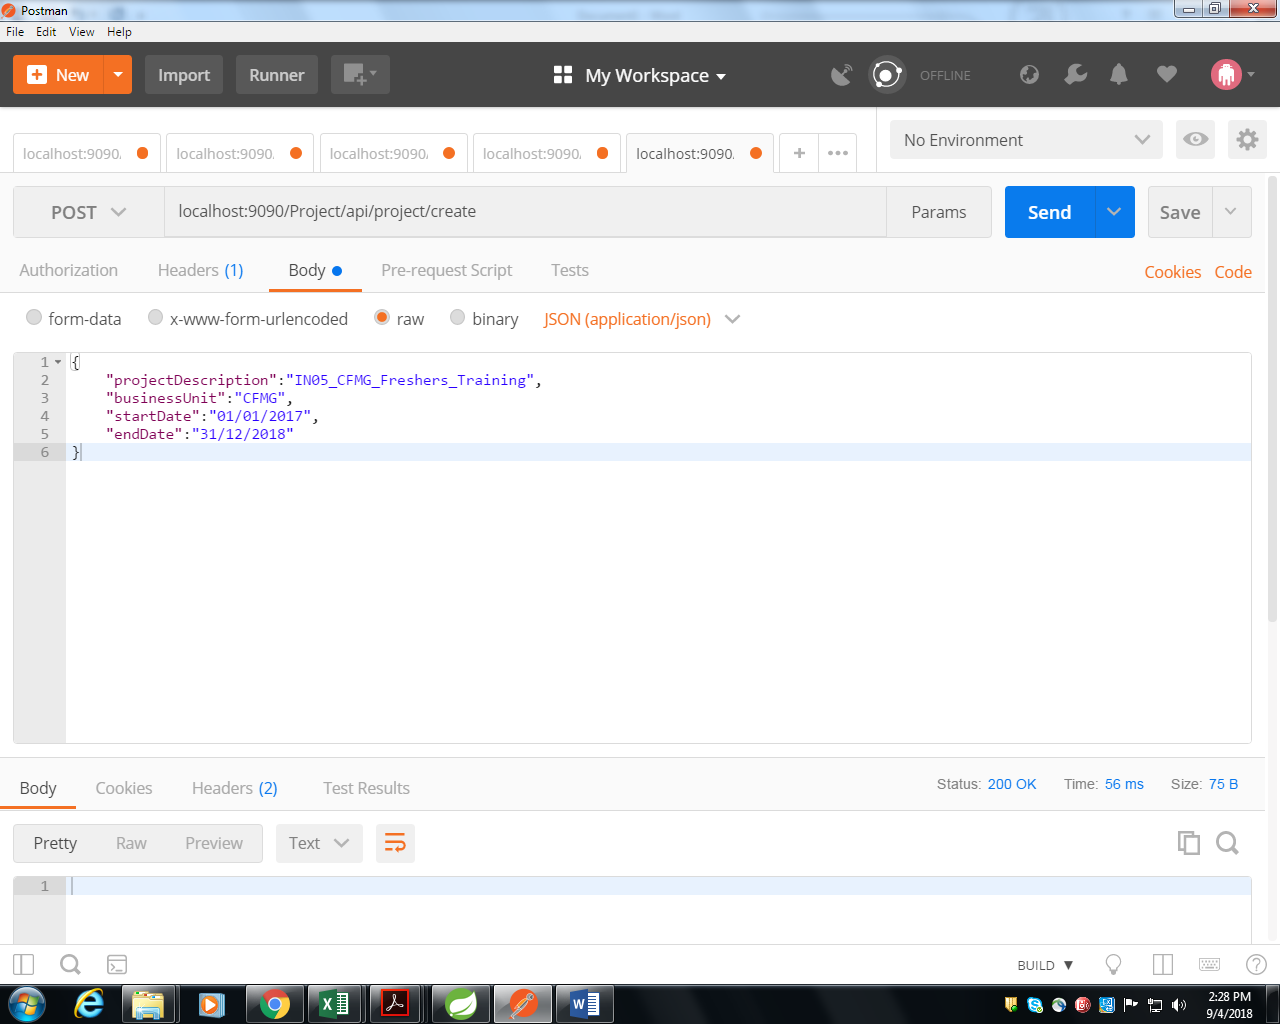 Postman
File Edit View Help
New Import Runner My Workspace OFFLINE
localhost:9090, localhost:9090. localhost:9090, localhost:9090, localhost:9090. + ••• No Environment
POST localhost:9090/Project/api/project/create Params Send Save
Authorization Headers (1) Body Pre-request Script Tests Cookies Code
form-data x-www-form-urlencoded raw binary JSON (application/json)
1 {
2 "projectDescription":"IN05_CFMG_Freshers_Training",
3 "businessUnit":"CFMG",
4 "startDate":"01/01/2017",
5 "endDate":"31/12/2018"
6 }
Body Cookies Headers (2) Test Results Status: 200 OK Time: 56 ms Size: 75 B
Pretty Raw Preview Text
1
BUILD
2:28 PM
9/4/2018